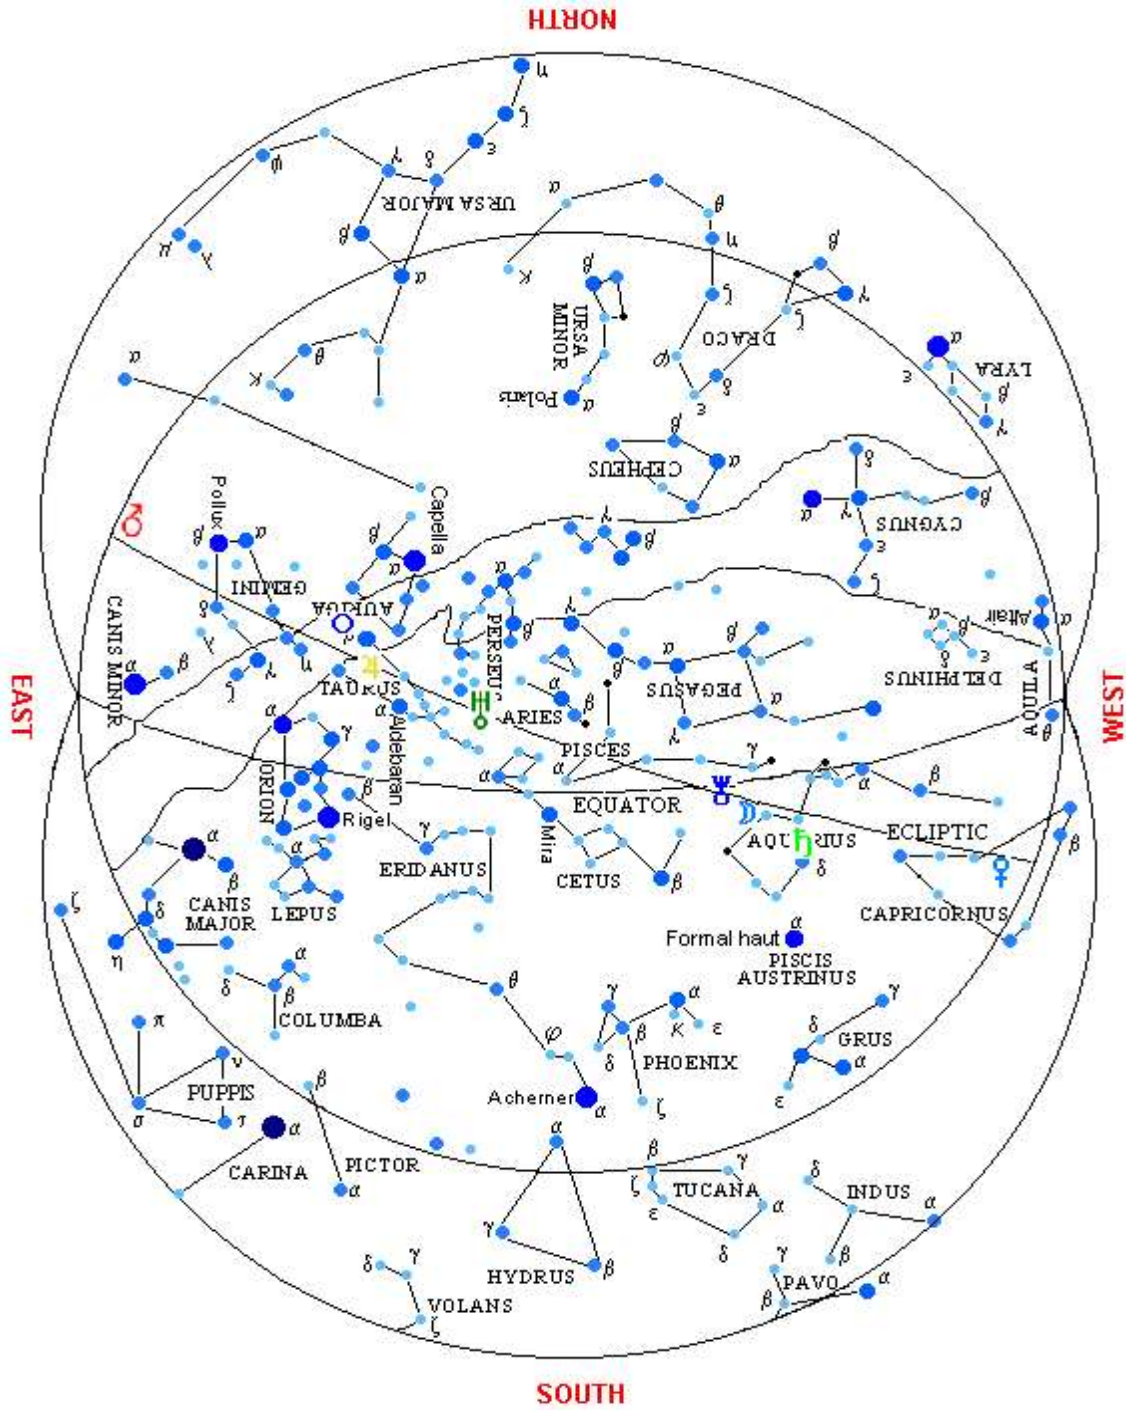 NORTH
η
ζ
ε
ψ
γ
δ
URSA MAJOR
α
θ
β
μ
λ
α
κ
η
β
β
γ
ζ
URSA
MINOR
ζ
DRACO
α
LYRA
θ
κ
α
φ
δ
ε
ε
β
γ
Polaris
α
β
CEPHEUS
α
δ
Capella
Pollux
♂
β
α
α
γ
β
α
γ
β
CYGNUS
ε
ζ
GEMINI
AURIGA
α
PERSEUS
β
γ
β
α
β
δ
ε
DELPHINUS
α
Altair
AQUILA
θ
CANIS MINOR
α
β
δ
λ
ζ
γ
η
♃
TAURUS
α
Aldebaran
♅
ARIES
α
β
β
PEGASUS
α
γ
EAST
WEST
PISCES
α
γ
α
γ
ORION
β
Rigel
α
EQUATOR
♆
☽
α
β
ECLIPTIC
AQUARIUS
♄
δ
β
♀
CAPRICORNUS
Mira
γ
ERIDANUS
CETUS
β
α
β
CANIS
MAJOR
δ
η
ζ
α
LEPUS
Formal haut
α
PISCIS
AUSTRINUS
δ
α
β
COLUMBA
θ
φ
γ
α
κ
ε
β
δ
PHOENIX
ζ
γ
δ
GRUS
α
ε
π
ν
PUPPIS
σ
τ
β
Acherner
α
α
CARINA
PICTOR
α
α
γ
β
HYDRUS
β
γ
ζ
TUCANA
ε
α
δ
δ
INDUS
α
β
δ
γ
VOLANS
ζ
γ
PAVO
α
β
SOUTH